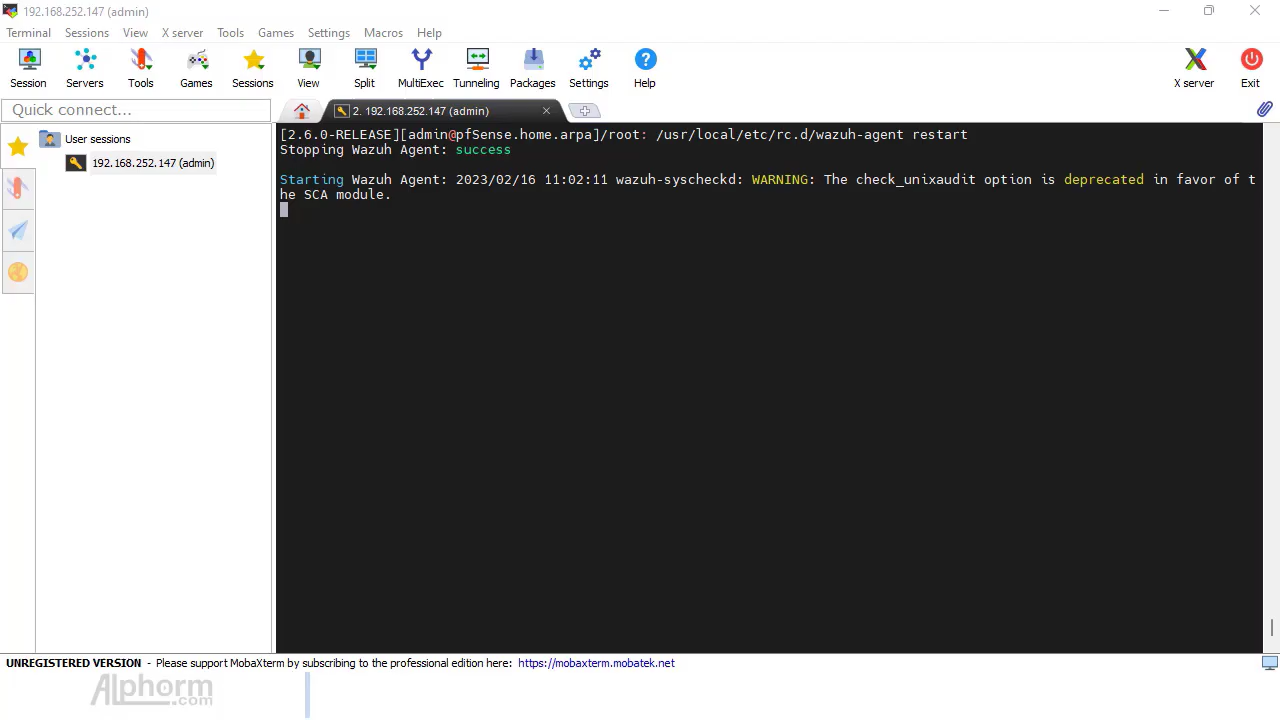 192.168.252.147 (admin)
Terminal Sessions View X server Tools Games Settings Macros Help
Session Servers Tools Games Sessions View Split MultiExec Tunneling Packages Settings Help X server Exit
Quick connect...
2. 192.168.252.147 (admin)
User sessions
192.168.252.147 (admin)
[2.6.0-RELEASE][admin@pfSense.home.arpa]/root: /usr/local/etc/rc.d/wazuh-agent restart
Stopping Wazuh Agent: success
Starting Wazuh Agent: 2023/02/16 11:02:11 wazuh-syscheckd: WARNING: The check_unixaudit option is deprecated in favor of t
he SCA module.
UNREGISTERED VERSION - Please support MobaXterm by subscribing to the professional edition here: https://mobaxterm.mobatek.net
Alphorm
.com